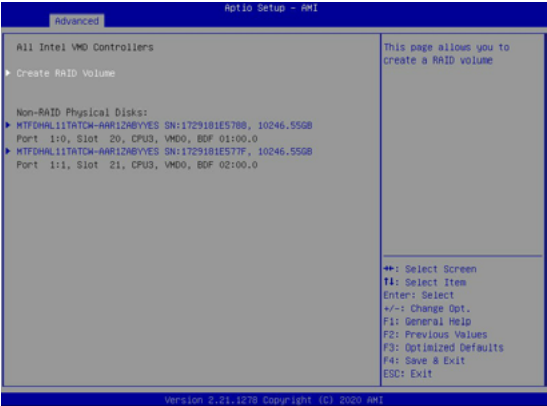 Aptio Setup – AMI
Advanced
All Intel VMD Controllers
This page allows you to
create a RAID volume
Create RAID Volume
Non-RAID Physical Disks:
MTFDHAL11TATCW-AAR1ZABYYES SN:1729181E578B, 10246.55GB
Port 1:0, Slot 20, CPU3, VMD0, BDF 01:00.0
MTFDHAL11TATCW-AAR1ZABYYES SN:1729181E577F, 10246.55GB
Port 1:1, Slot 21, CPU3, VMD0, BDF 02:00.0
→←: Select Screen
↑↓: Select Item
Enter: Select
+/-: Change Opt.
F1: General Help
F2: Previous Values
F3: Optimized Defaults
F4: Save & Exit
ESC: Exit
Version 2.21.1278 Copyright (C) 2020 AMI